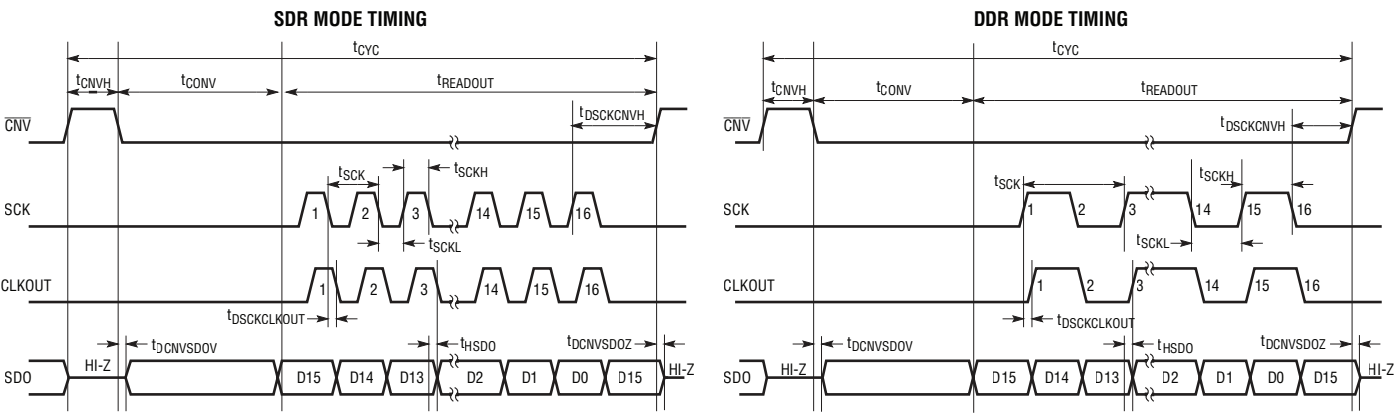 SDR MODE TIMING
tCYC
tCNVH tCONV tREADOUT
tDSCKCNVH
CNV
tSCK tSCKH
SCK 1 2 3 14 15 16
tSCKL
CLKOUT 1 2 3 14 15 16
tDSCKCLKOUT
tDCNVSDOV tHSDO tDCNVSDOZ
SDO HI-Z D15 D14 D13 D2 D1 D0 D15 HI-Z
DDR MODE TIMING
tCYC
tCNVH tCONV tREADOUT
tDSCKCNVH
CNV
tSCK tSCKH
SCK 1 2 3 14 15 16
tSCKL
CLKOUT 1 2 3 14 15 16
tDSCKCLKOUT
tDCNVSDOV tHSDO tDCNVSDOZ
SDO HI-Z D15 D14 D13 D2 D1 D0 D15 HI-Z